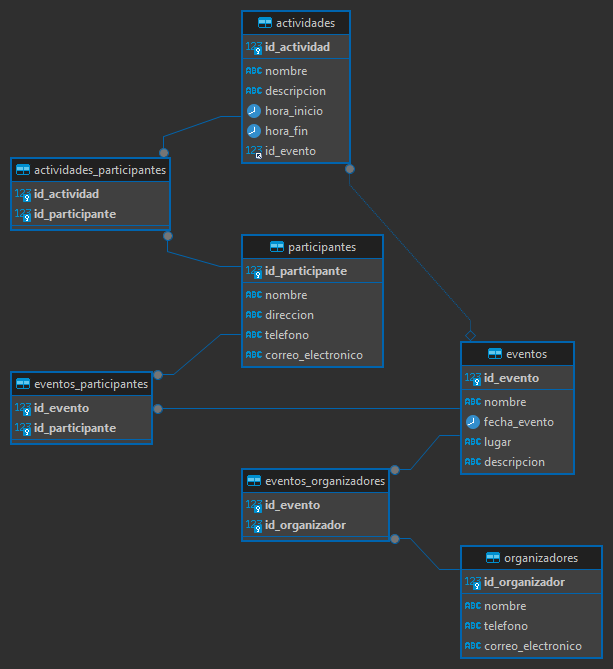 actividades
123 id_actividad
ABC nombre
ABC descripcion
hora_inicio
hora_fin
123 id_evento
actividades_participantes
123 id_actividad
123 id_participante
participantes
123 id_participante
ABC nombre
ABC direccion
ABC telefono
ABC correo_electronico
eventos
123 id_evento
ABC nombre
fecha_evento
ABC lugar
ABC descripcion
eventos_participantes
123 id_evento
123 id_participante
eventos_organizadores
123 id_evento
123 id_organizador
organizadores
123 id_organizador
ABC nombre
ABC telefono
ABC correo_electronico